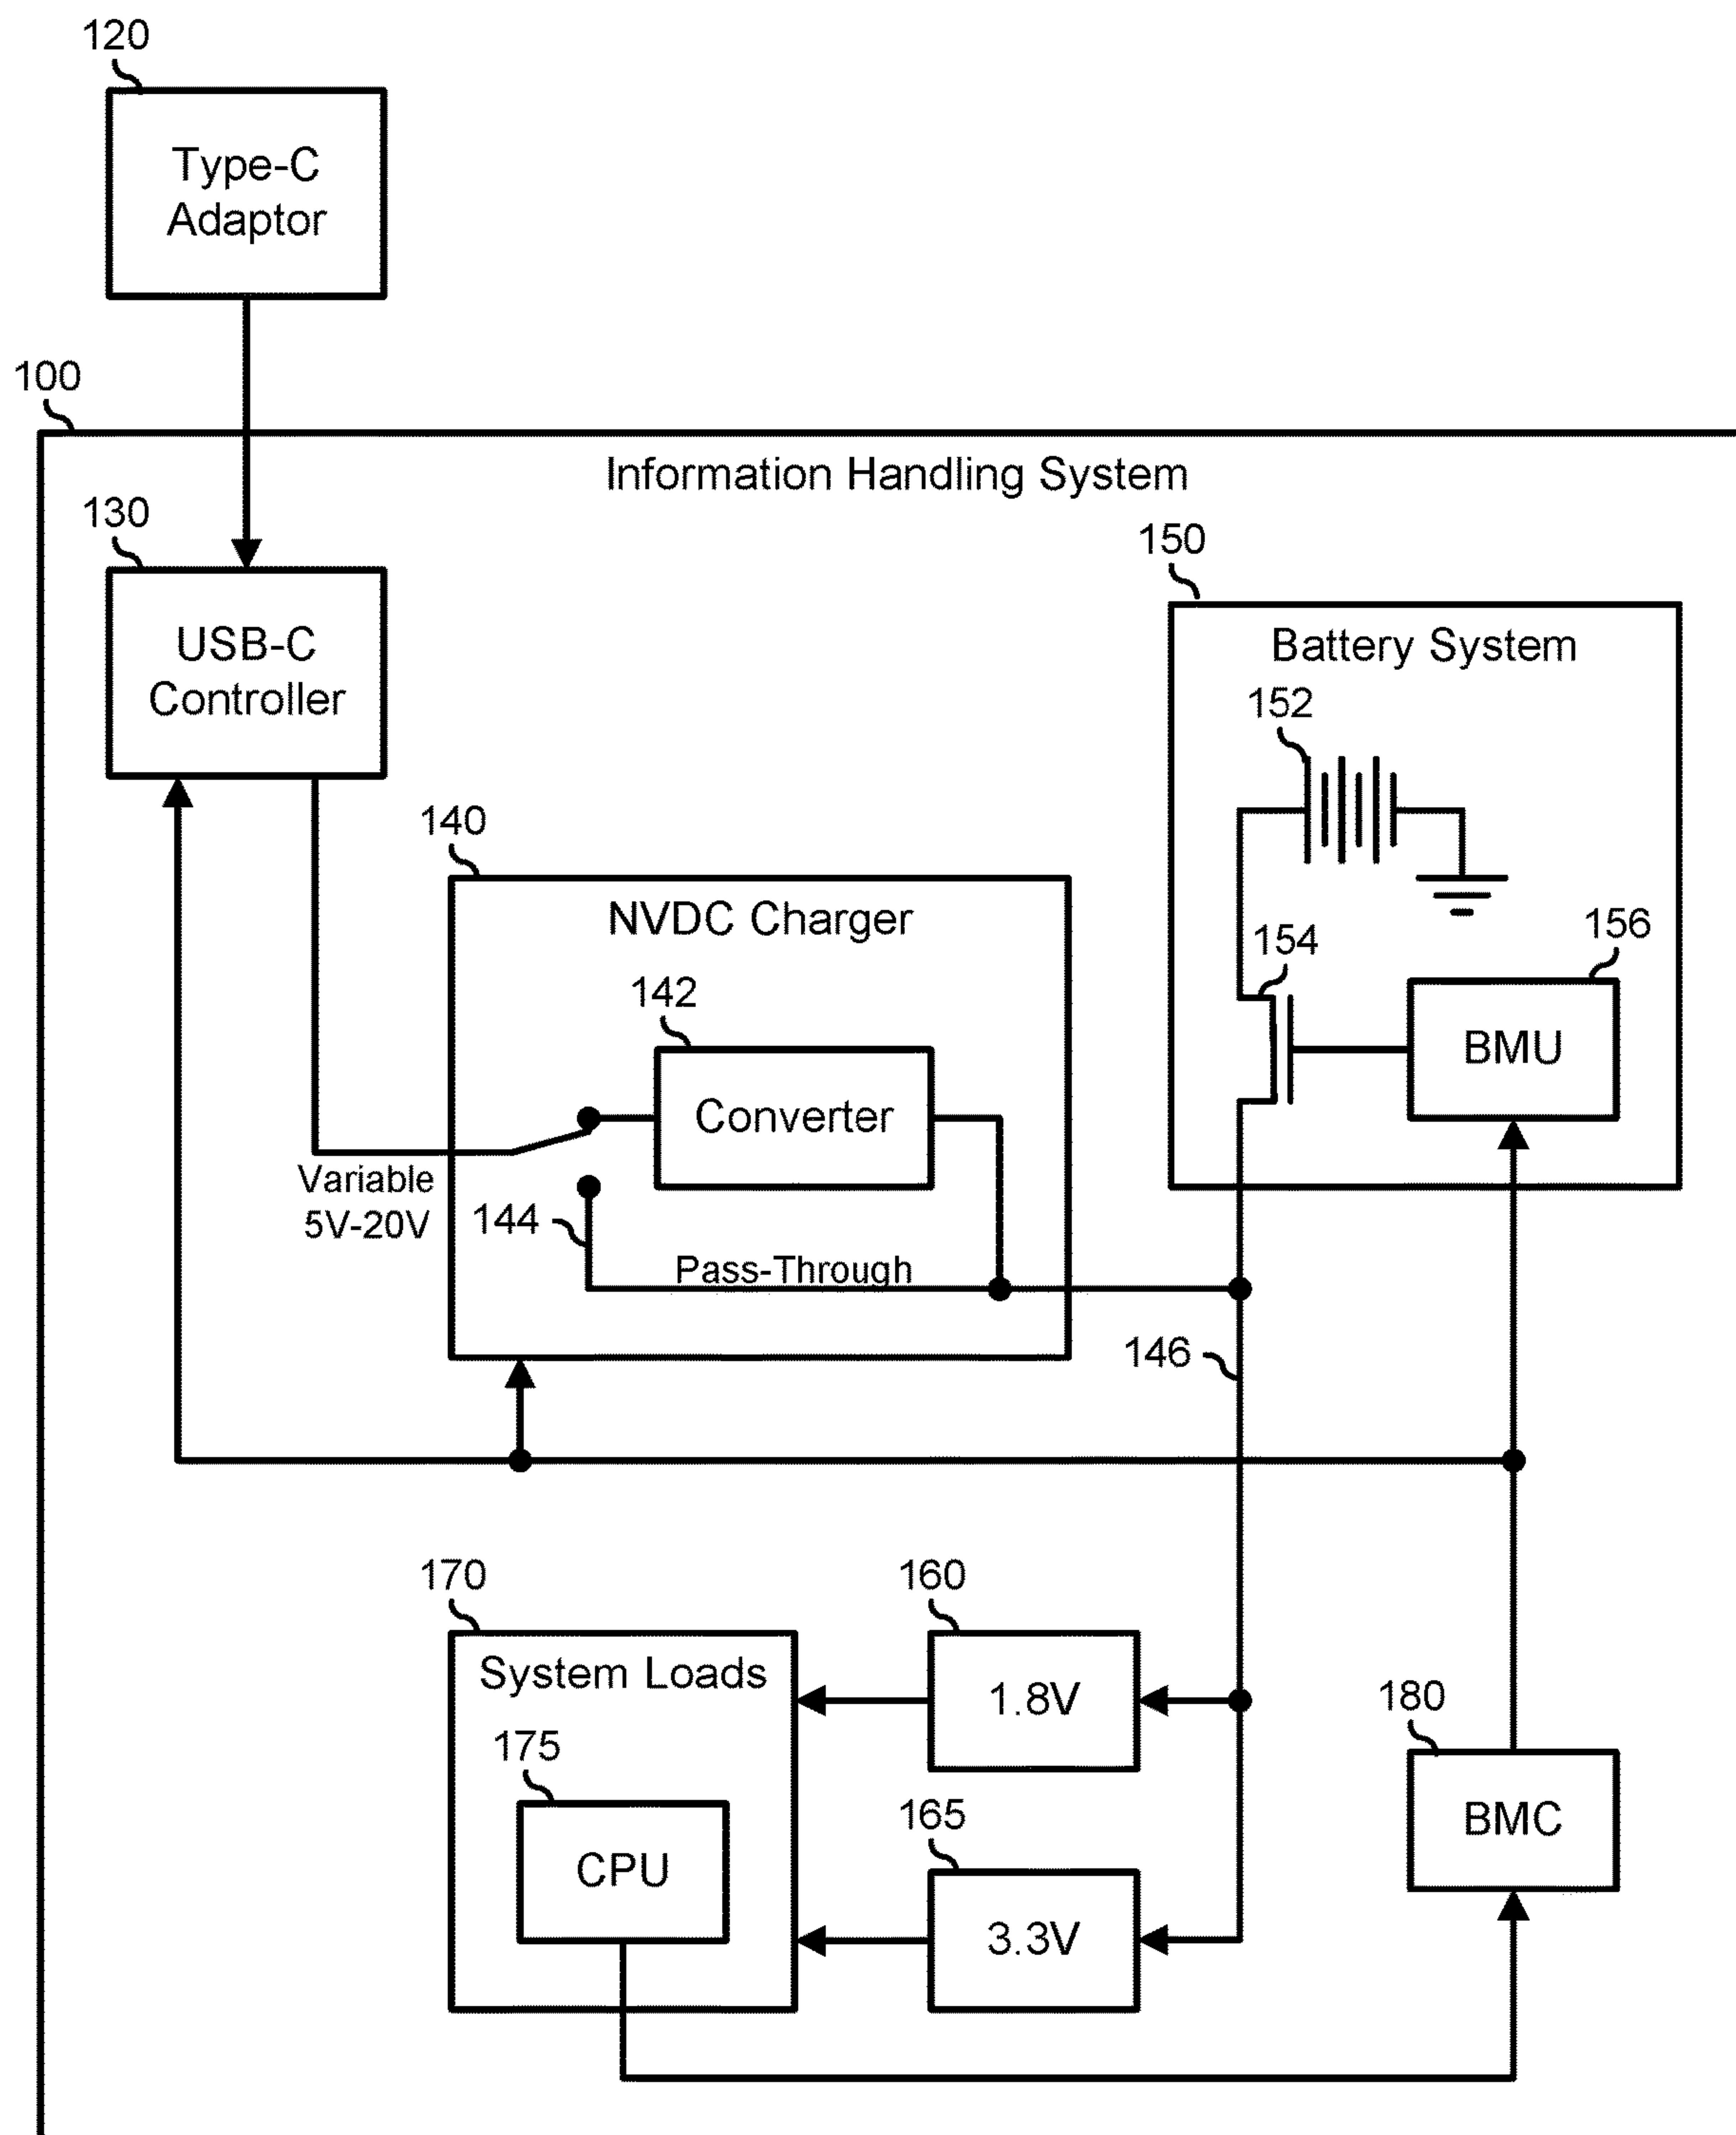 120
Type-C
Adaptor
100
Information Handling System
130
USB-C
Controller
150
Battery System
152
140
NVDC Charger
154
156
BMU
142
Converter
Variable
5V-20V
144
Pass-Through
146
170
System Loads
160
1.8V
175
CPU
165
3.3V
180
BMC